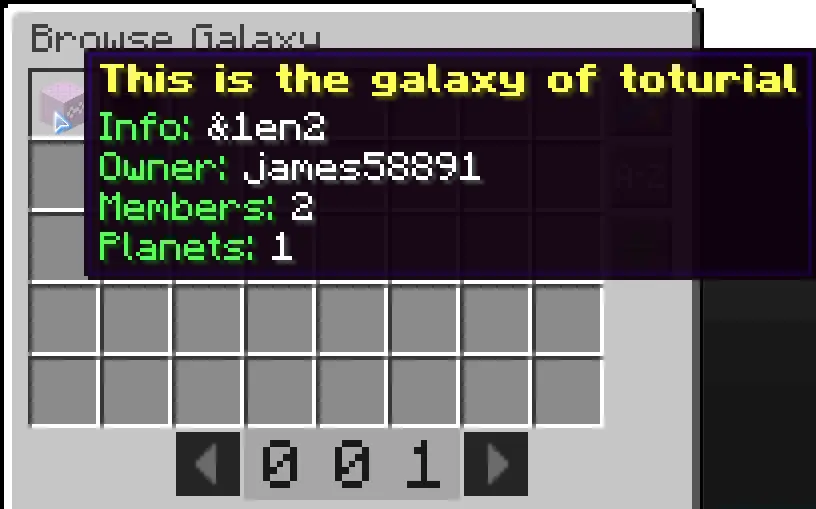 Browse Galaxy
This is the galaxy of toturial
Info: &1en2
Owner: .james58891
Members: 2
Planets: 1
A-Z
0 0 1